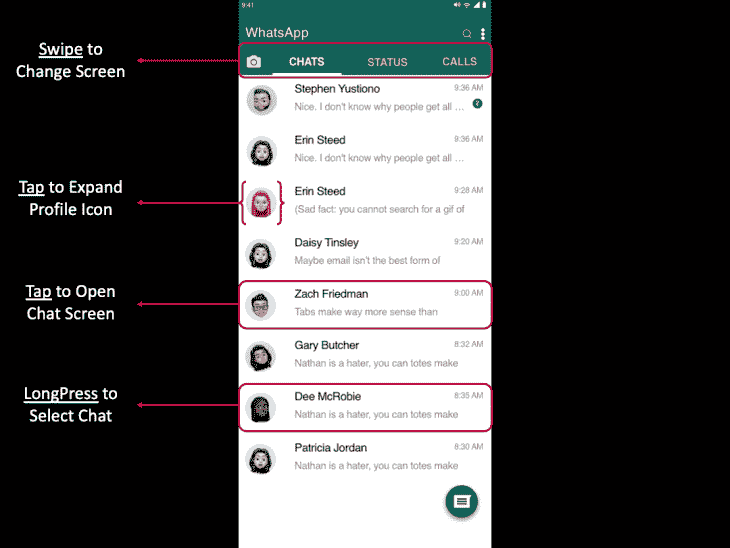 9:41
WhatsApp
CHATS STATUS CALLS
Swipe to
Change Screen
Stephen Yustiono 9:36 AM
Nice. I don't know why people get all ...
Erin Steed 9:36 AM
Nice. I don't know why people get all ...
Tap to Expand
Profile Icon
Erin Steed 9:28 AM
(Sad fact: you cannot search for a gif of
Daisy Tinsley 9:20 AM
Maybe email isn't the best form of
Tap to Open
Chat Screen
Zach Friedman 9:00 AM
Tabs make way more sense than
Gary Butcher 8:32 AM
Nathan is a hater, you can totes make
LongPress to
Select Chat
Dee McRobie 8:35 AM
Nathan is a hater, you can totes make
Patricia Jordan 8:30 AM
Nathan is a hater, you can totes make